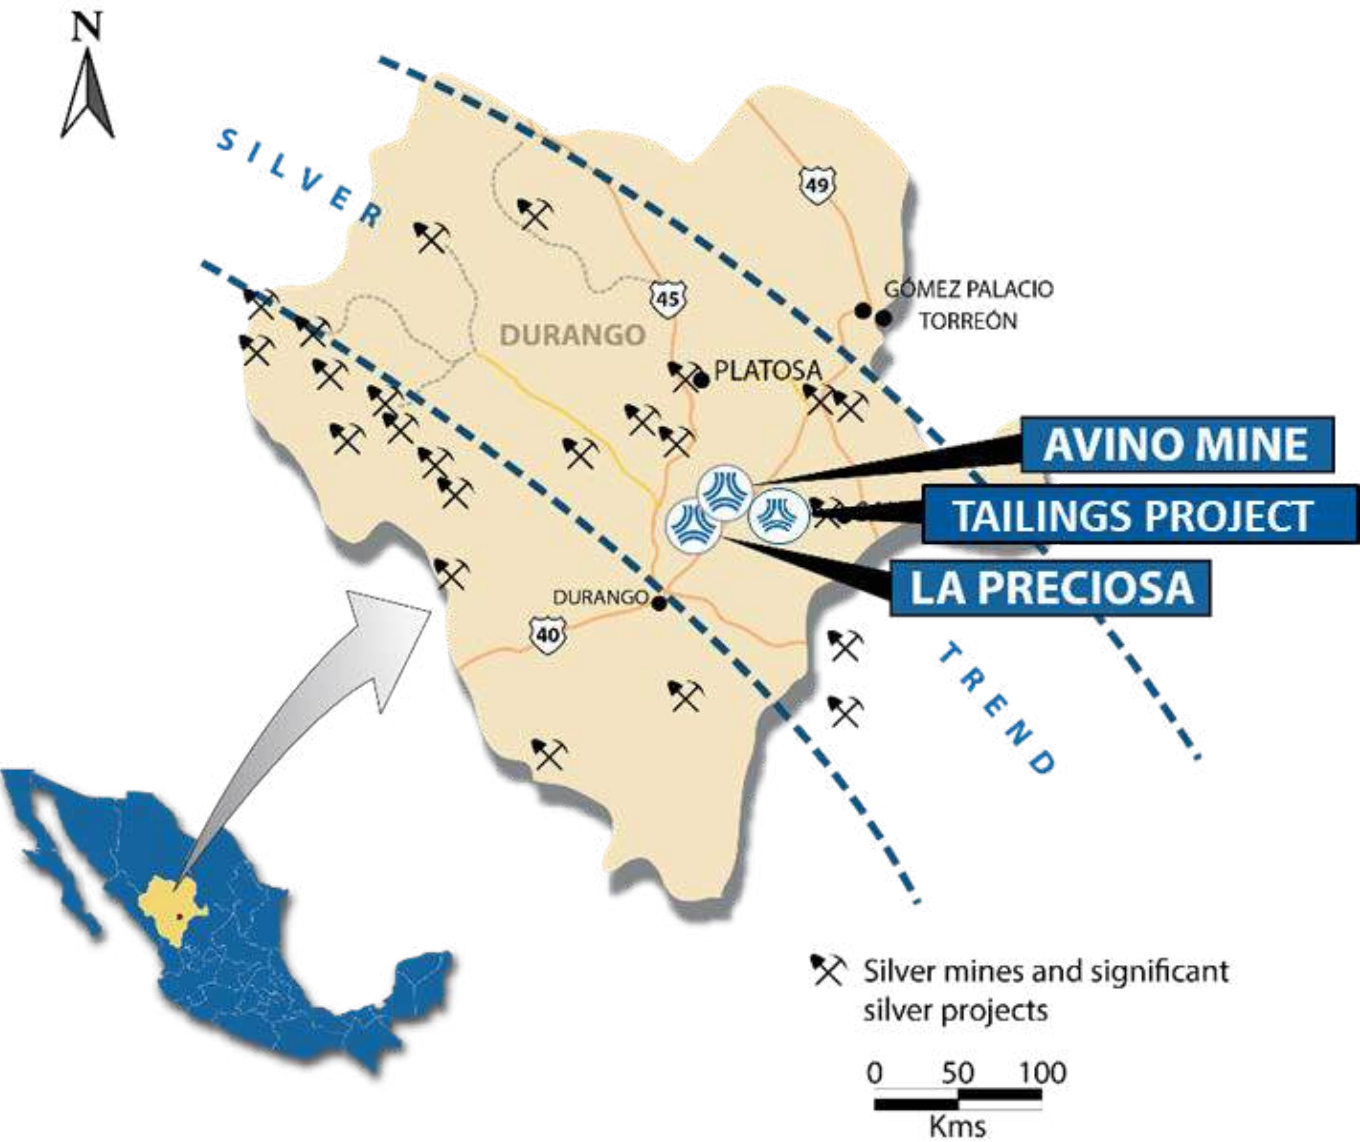 N
SILVER
49
45
GÓMEZ PALACIO
TORREÓN
DURANGO
PLATOSA
AVINO MINE
TAILINGS PROJECT
LA PRECIOSA
DURANGO
40
TREND
Silver mines and significant
silver projects
0 50 100
Kms